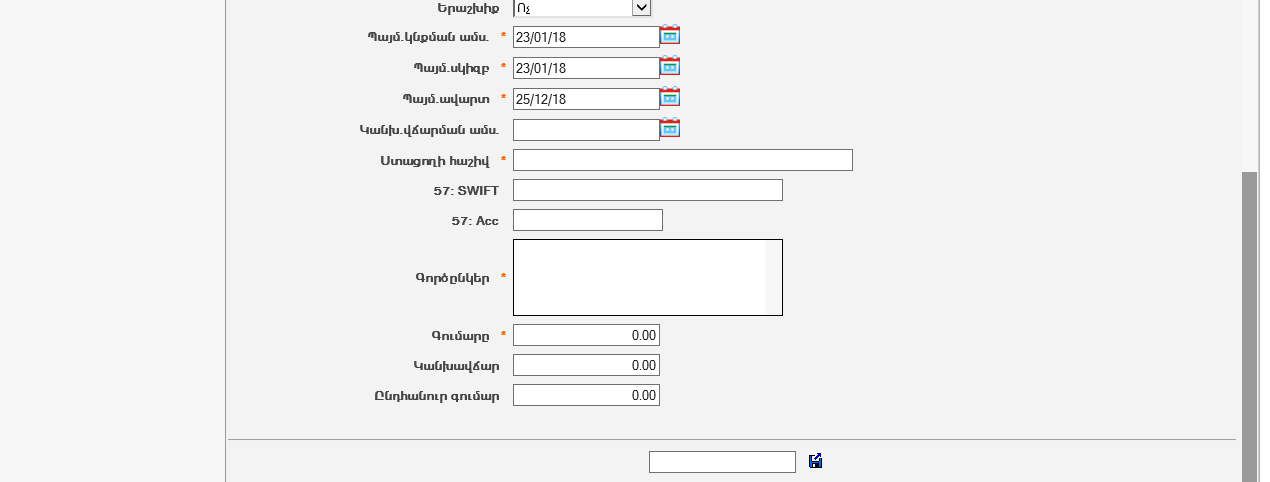 Երաշխիք Ոչ
Պայմ.կնքման ամս. * 23/01/18
Պայմ.սկիզբ * 23/01/18
Պայմ.ավարտ * 25/12/18
Կանխ.վճարման ամս.
Ստացողի հաշիվ *
57: SWIFT
57: Acc
Գործընկեր *
Գումարը * 0.00
Կանխավճար 0.00
Ընդհանուր գումար 0.00